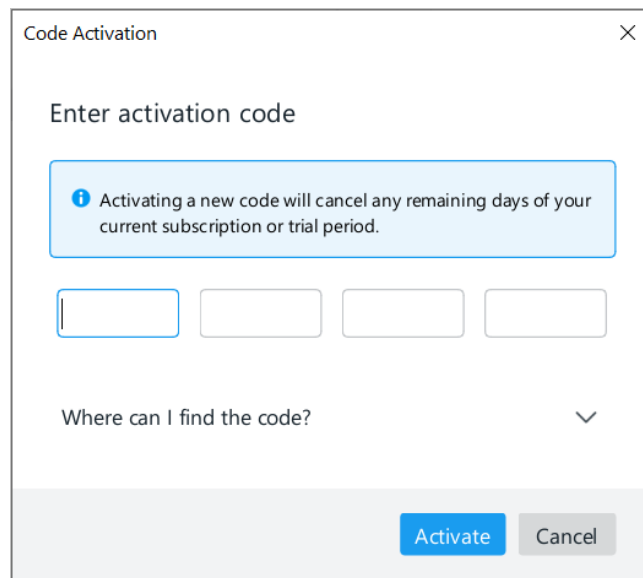 Code Activation
Enter activation code
Activating a new code will cancel any remaining days of your
current subscription or trial period.
Where can I find the code?
Activate Cancel